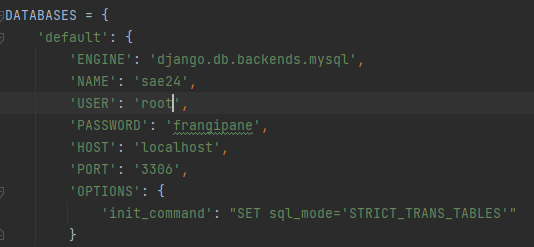 DATABASES = {
    'default': {
        'ENGINE': 'django.db.backends.mysql',
        'NAME': 'sae24',
        'USER': 'root',
        'PASSWORD': 'frangipane',
        'HOST': 'localhost',
        'PORT': '3306',
        'OPTIONS': {
            'init_command': "SET sql_mode='STRICT_TRANS_TABLES'"
        }